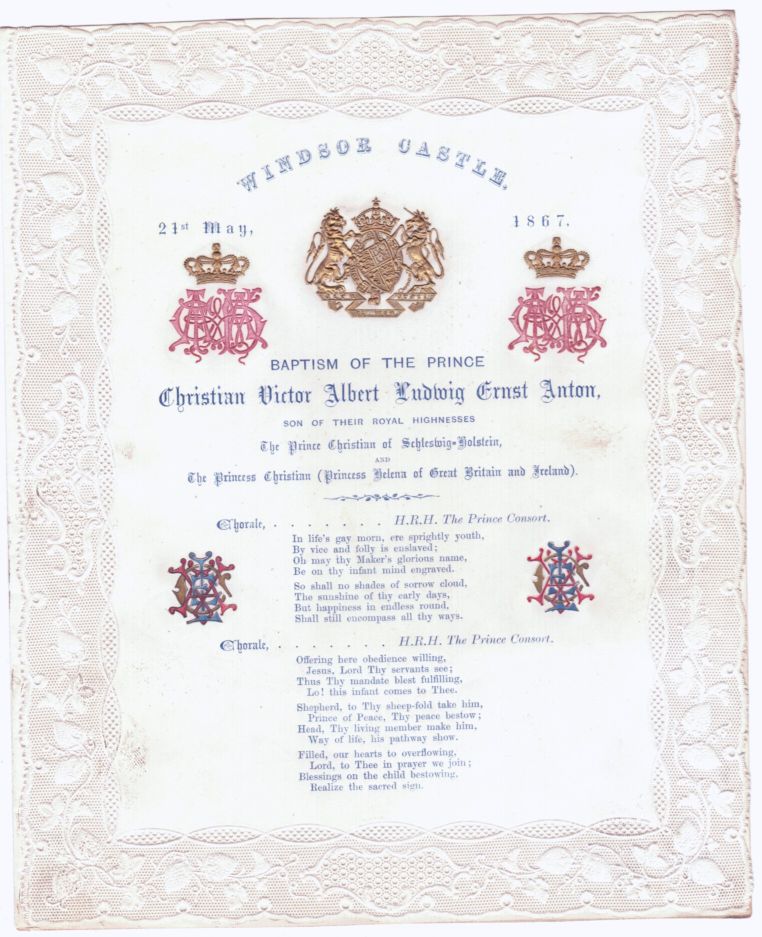 WINDSOR CASTLE,
21st May, 1867.
BAPTISM OF THE PRINCE
Christian Victor Albert Ludwig Ernst Anton,
SON OF THEIR ROYAL HIGHNESSES
The Prince Christian of Schleswig-Holstein,
AND
The Princess Christian (Princess Helena of Great Britain and Ireland).
Chorale, . . . . . . . H.R.H. The Prince Consort.
In life's gay morn, ere sprightly youth,
By vice and folly is enslaved;
Oh may thy Maker's glorious name,
Be on thy infant mind engraved.
So shall no shades of sorrow cloud,
The sunshine of thy early days,
But happiness in endless round,
Shall still encompass all thy ways.
Chorale, . . . . . . . H.R.H. The Prince Consort.
Offering here obedience willing,
Jesus, Lord Thy servants see;
Thus Thy mandate blest fulfilling,
Lo! this infant comes to Thee.
Shepherd, to Thy sheep-fold take him,
Prince of Peace, Thy peace bestow;
Head, Thy living member make him,
Way of life, his pathway show.
Filled, our hearts to overflowing,
Lord, to Thee in prayer we join;
Blessings on the child bestowing,
Realize the sacred sign.